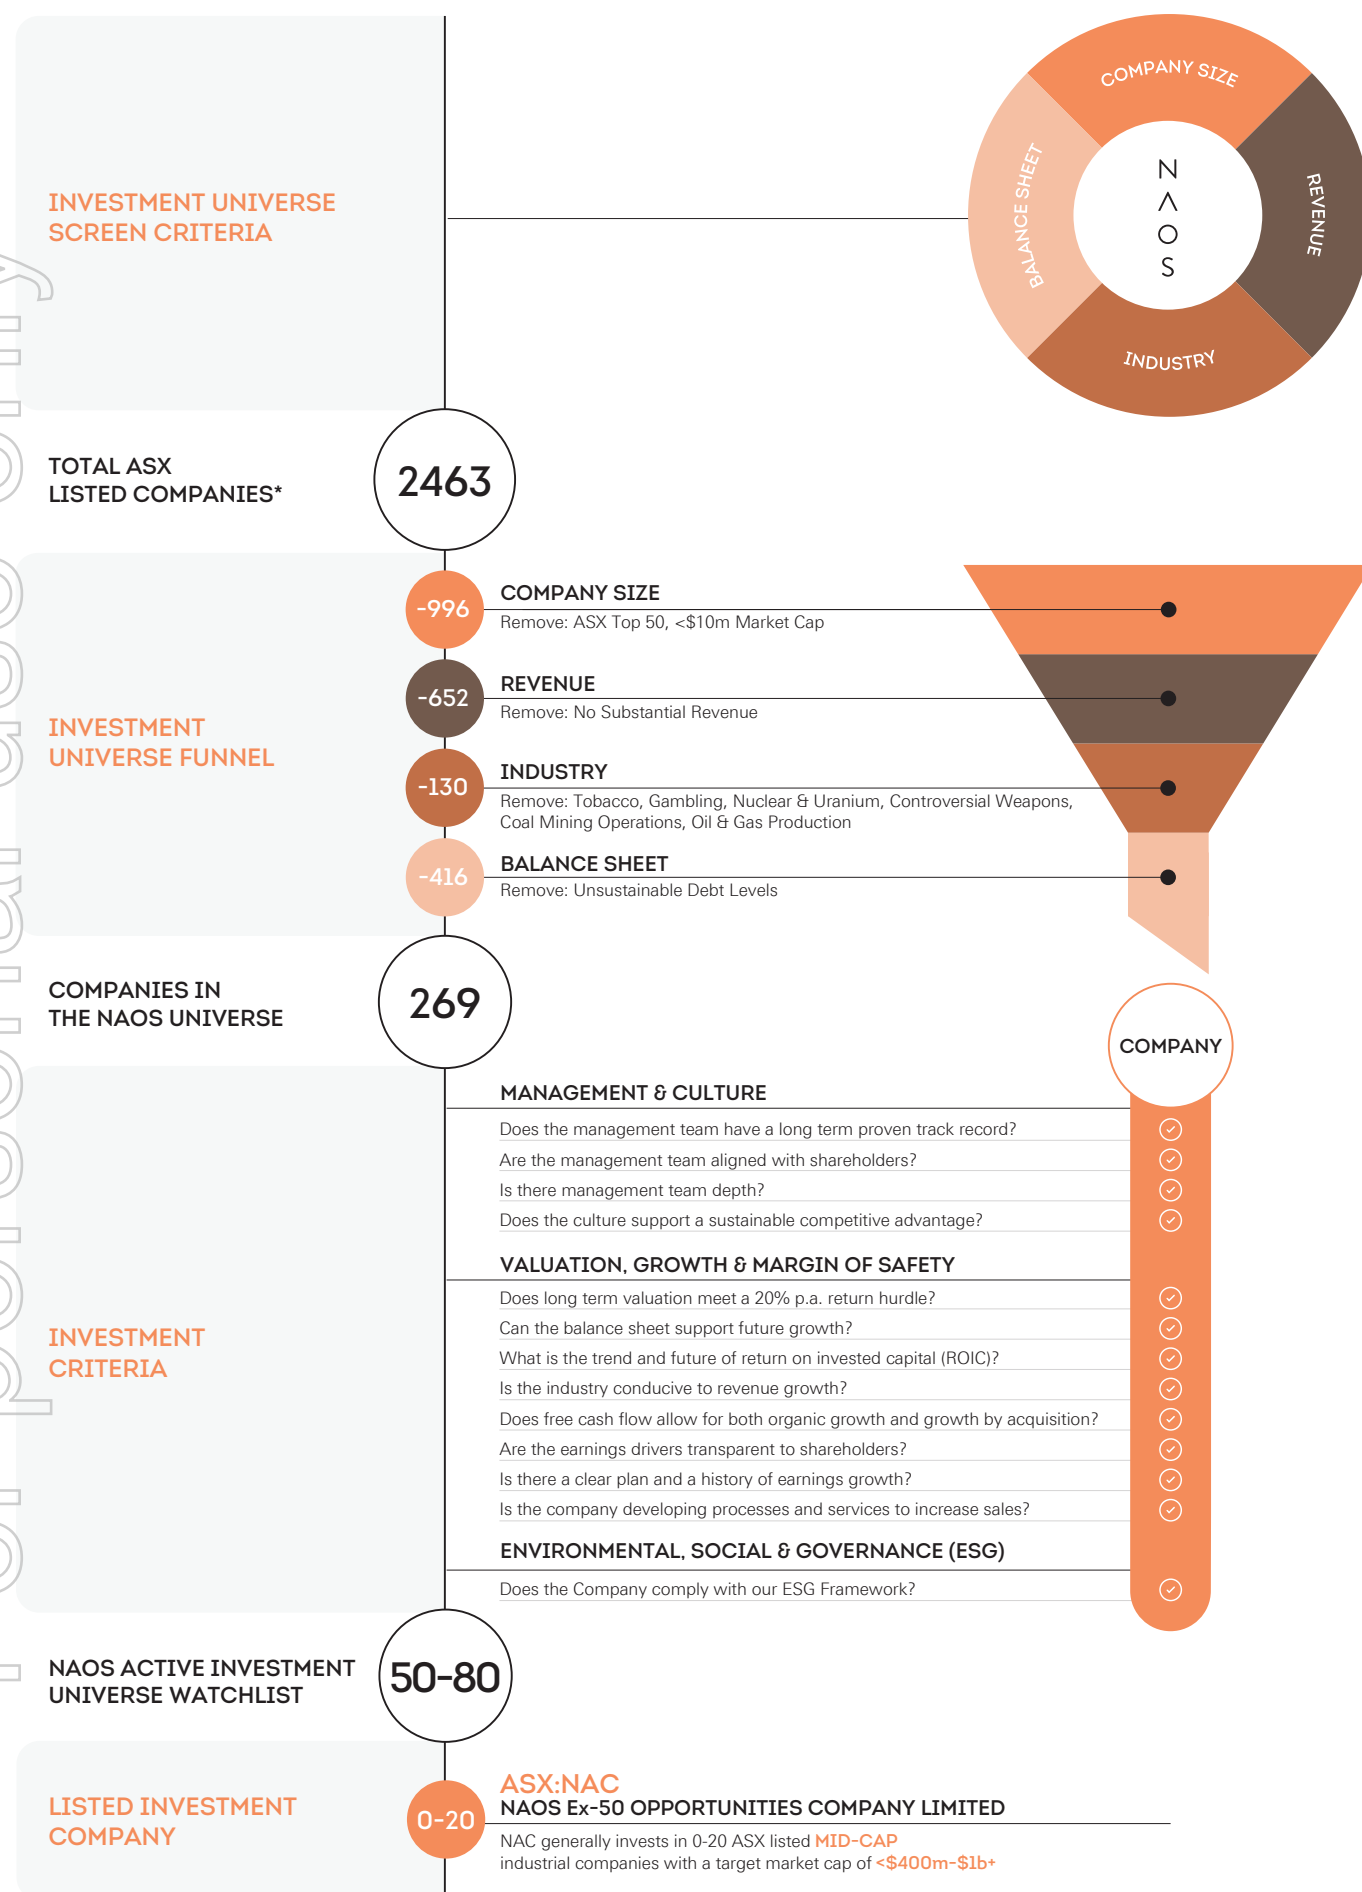 INVESTMENT UNIVERSE
SCREEN CRITERIA
COMPANY SIZE
REVENUE
INDUSTRY
BALANCE SHEET
N
Λ
O
S
TOTAL ASX
LISTED COMPANIES*
2463
INVESTMENT
UNIVERSE FUNNEL
-996
COMPANY SIZE
Remove: ASX Top 50, <$10m Market Cap
-652
REVENUE
Remove: No Substantial Revenue
-130
INDUSTRY
Remove: Tobacco, Gambling, Nuclear & Uranium, Controversial Weapons,
Coal Mining Operations, Oil & Gas Production
-416
BALANCE SHEET
Remove: Unsustainable Debt Levels
COMPANIES IN
THE NAOS UNIVERSE
269
COMPANY
INVESTMENT
CRITERIA
MANAGEMENT & CULTURE
Does the management team have a long term proven track record?
Are the management team aligned with shareholders?
Is there management team depth?
Does the culture support a sustainable competitive advantage?
VALUATION, GROWTH & MARGIN OF SAFETY
Does long term valuation meet a 20% p.a. return hurdle?
Can the balance sheet support future growth?
What is the trend and future of return on invested capital (ROIC)?
Is the industry conducive to revenue growth?
Does free cash flow allow for both organic growth and growth by acquisition?
Are the earnings drivers transparent to shareholders?
Is there a clear plan and a history of earnings growth?
Is the company developing processes and services to increase sales?
ENVIRONMENTAL, SOCIAL & GOVERNANCE (ESG)
Does the Company comply with our ESG Framework?
NAOS ACTIVE INVESTMENT
UNIVERSE WATCHLIST
50-80
LISTED INVESTMENT
COMPANY
0-20
ASX:NAC
NAOS Ex-50 OPPORTUNITIES COMPANY LIMITED
NAC generally invests in 0-20 ASX listed MID-CAP
industrial companies with a target market cap of <$400m-$1b+